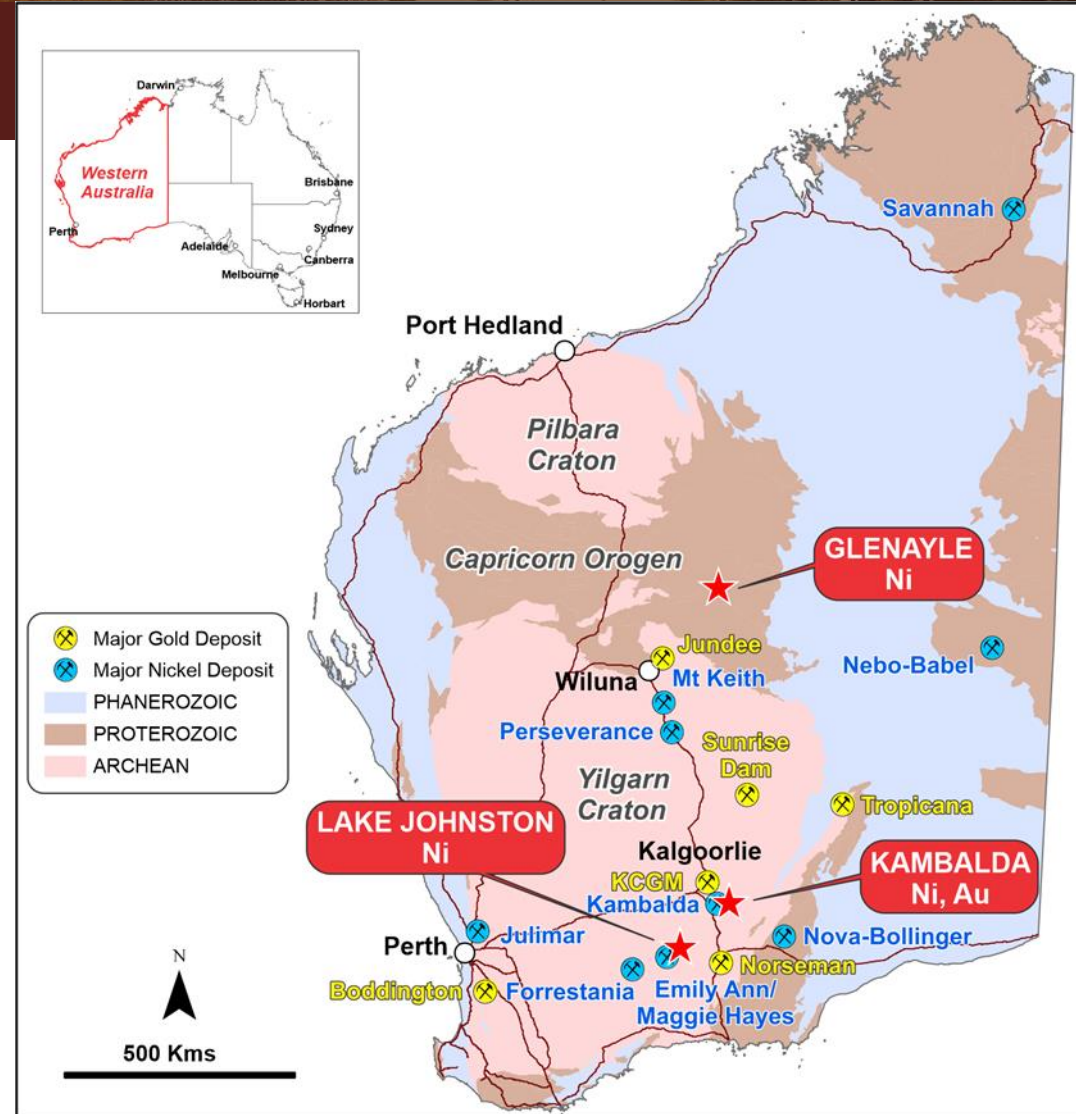 Darwin
Western
Australia
Brisbane
Perth
Sydney
Adelaide
Canberra
Melbourne
Horbart
Savannah
Port Hedland
Pilbara
Craton
Capricorn Orogen
GLENAYLE
Ni
Major Gold Deposit
Major Nickel Deposit
PHANEROZOIC
PROTEROZOIC
ARCHEAN
Jundee
Wiluna
Mt Keith
Nebo-Babel
Perseverance
Sunrise
Dam
Yilgarn
Craton
Tropicana
LAKE JOHNSTON
Ni
Kalgoorlie
KCGM
KAMBALDA
Ni, Au
Kambalda
Julimar
Perth
Nova-Bollinger
Norseman
Boddington
Forrestania
Emily Ann/
Maggie Hayes
N
500 Kms